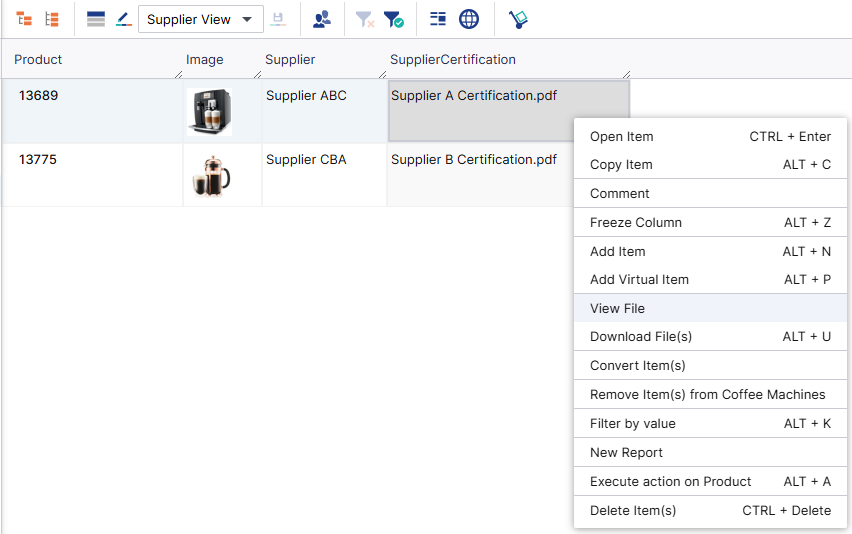 Supplier View
Product Image Supplier SupplierCertification
13689 Supplier ABC Supplier A Certification.pdf
13775 Supplier CBA Supplier B Certification.pdf
Open Item CTRL + Enter
Copy Item ALT + C
Comment
Freeze Column ALT + Z
Add Item ALT + N
Add Virtual Item ALT + P
View File
Download File(s) ALT + U
Convert Item(s)
Remove Item(s) from Coffee Machines
Filter by value ALT + K
New Report
Execute action on Product ALT + A
Delete Item(s) CTRL + Delete